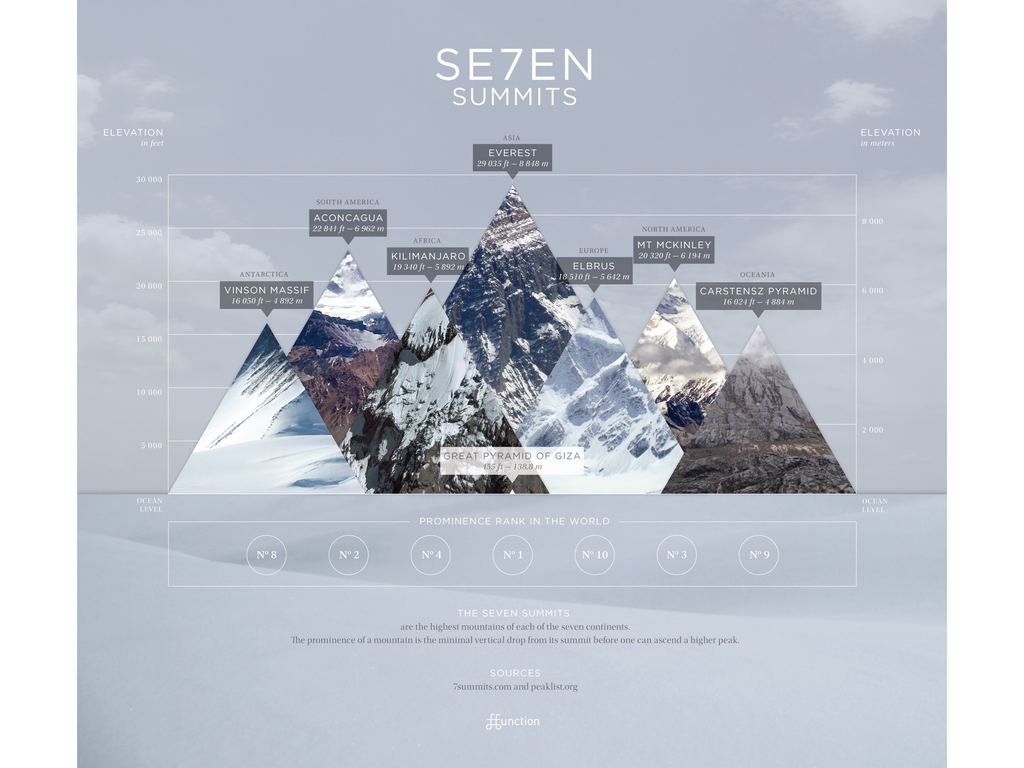 SE7EN
SUMMITS
ELEVATION
in feet
ELEVATION
in meters
ASIA
EVEREST
29 035 ft – 8 848 m
30 000
SOUTH AMERICA
ACONCAGUA
22 841 ft – 6 962 m
8 000
25 000
NORTH AMERICA
MT MCKINLEY
20 320 ft – 6 194 m
AFRICA
KILIMANJARO
19 340 ft – 5 892 m
EUROPE
ELBRUS
18 510 ft – 5 642 m
ANTARCTICA
VINSON MASSIF
16 050 ft – 4 892 m
OCEANIA
CARSTENSZ PYRAMID
16 024 ft – 4 884 m
20 000
6 000
15 000
4 000
10 000
2 000
5 000
GREAT PYRAMID OF GIZA
455 ft – 138,8 m
OCEAN
LEVEL
OCEAN
LEVEL
PROMINENCE RANK IN THE WORLD
Nº 8
Nº 2
Nº 4
Nº 1
Nº 10
Nº 3
Nº 9
THE SEVEN SUMMITS
are the highest mountains of each of the seven continents.
The prominence of a mountain is the minimal vertical drop from its summit before one can ascend a higher peak.
SOURCES
7summits.com and peaklist.org
ffunction